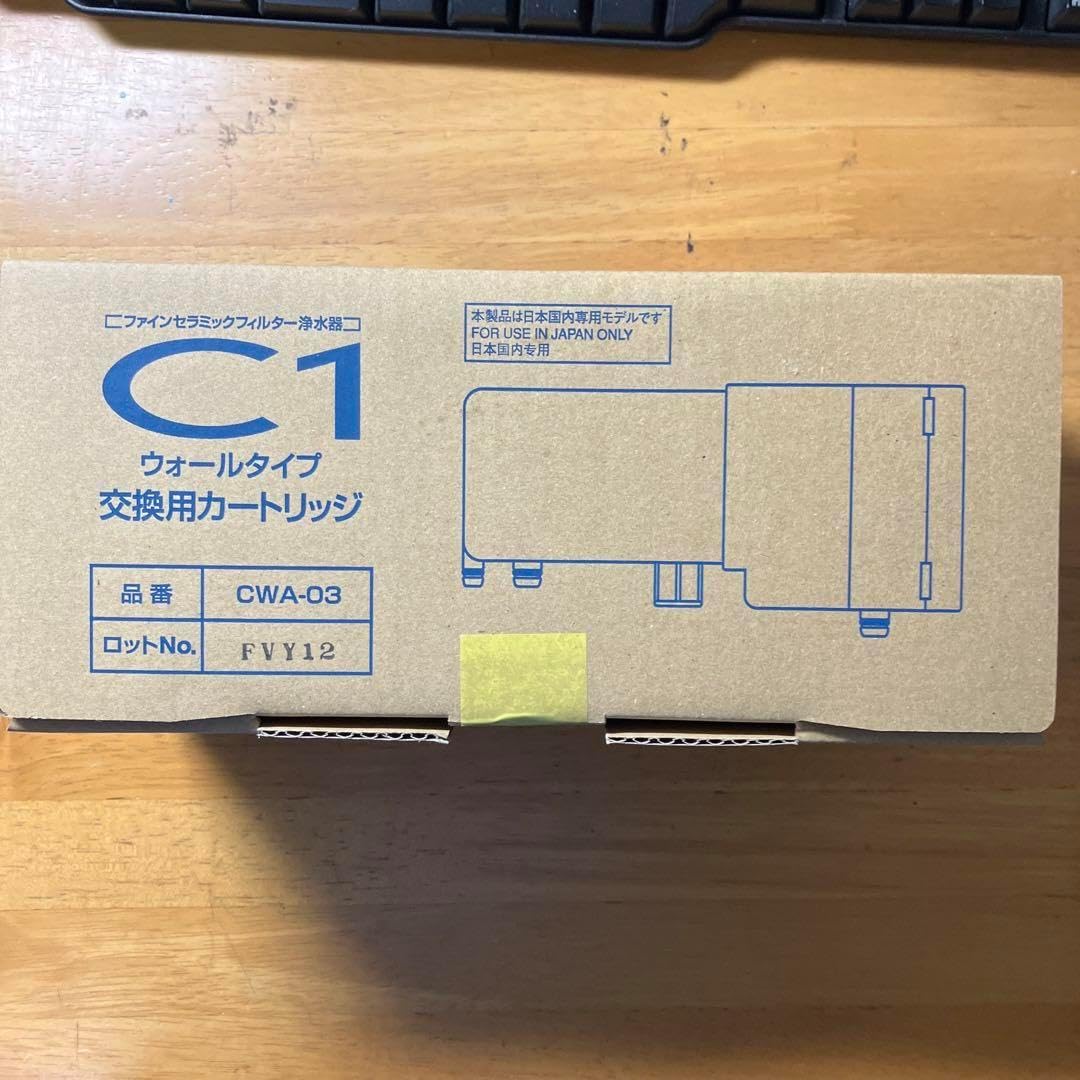 ファインセラミックフィルター浄水器
C1
ウォールタイプ
交換用カートリッジ
品番 CWA-03
ロットNo. FVY12
本製品は日本国内専用モデルです
FOR USE IN JAPAN ONLY
日本国内专用